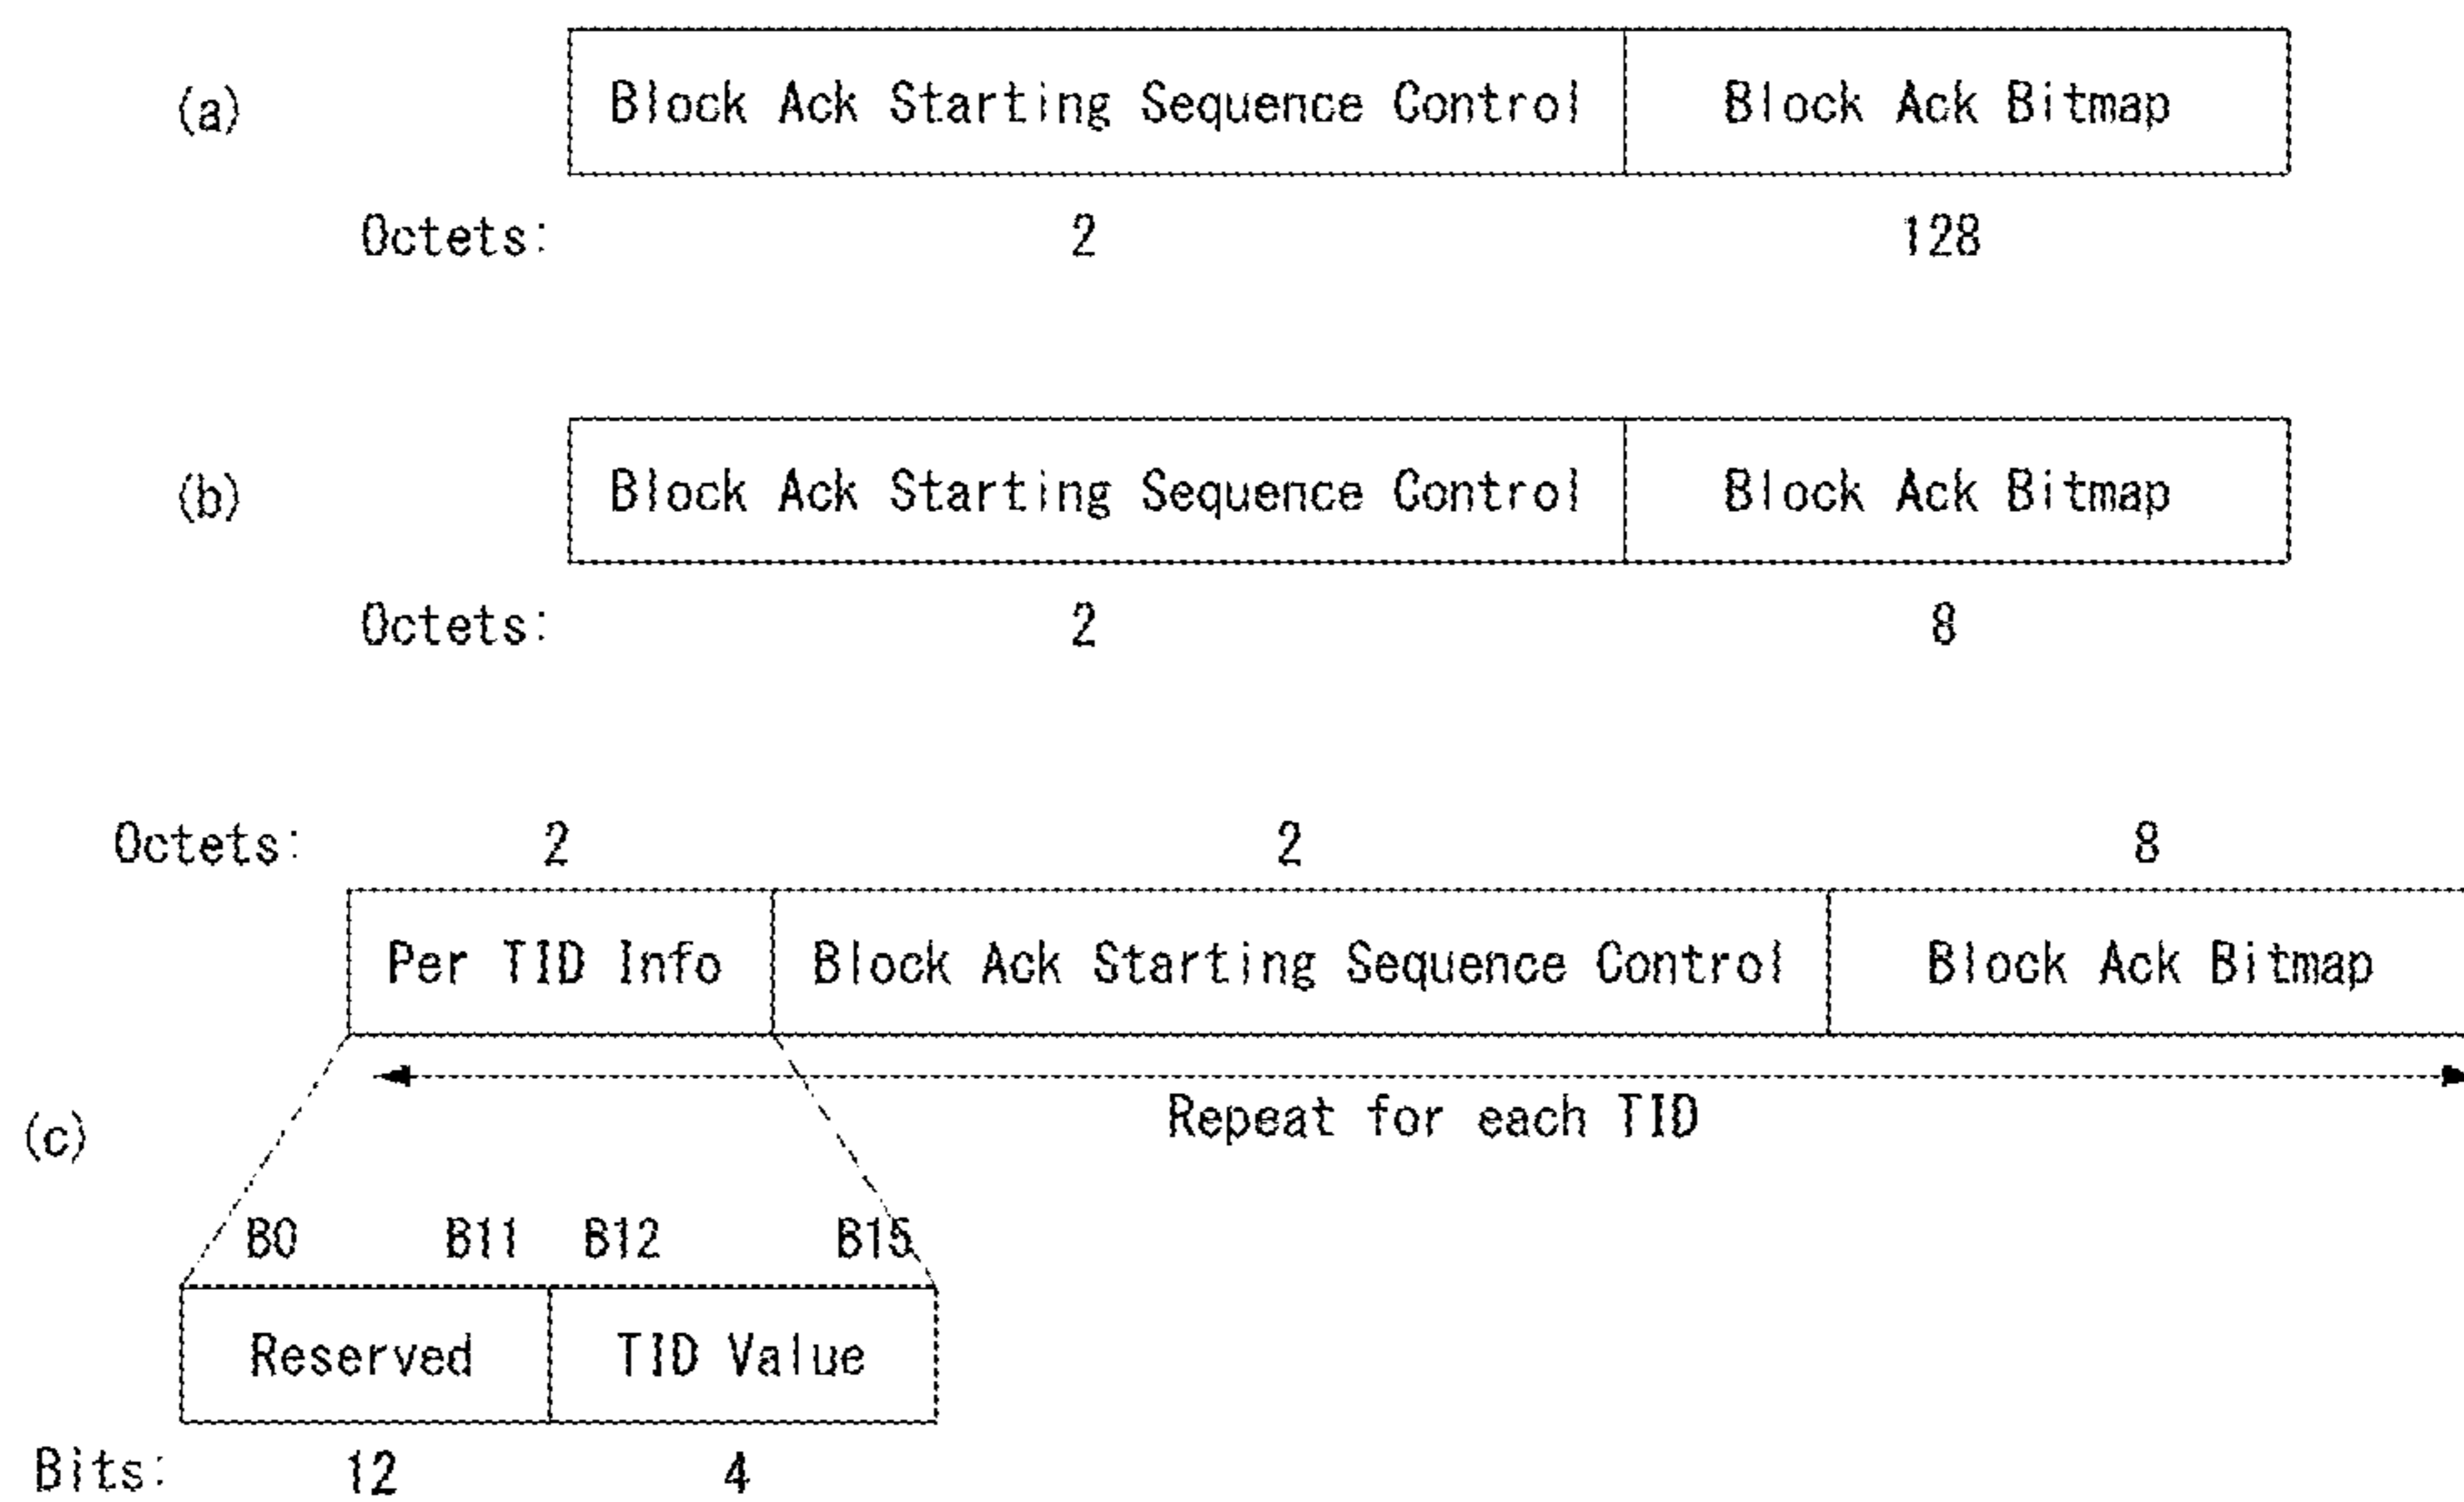 (a) Block Ack Starting Sequence Control Block Ack Bitmap
Octets: 2 128
(b) Block Ack Starting Sequence Control Block Ack Bitmap
Octets: 2 8
Octets: 2 2 8
Per TID Info Block Ack Starting Sequence Control Block Ack Bitmap
(c) Repeat for each TID
B0 B11 B12 B15
Reserved TID Value
Bits: 12 4